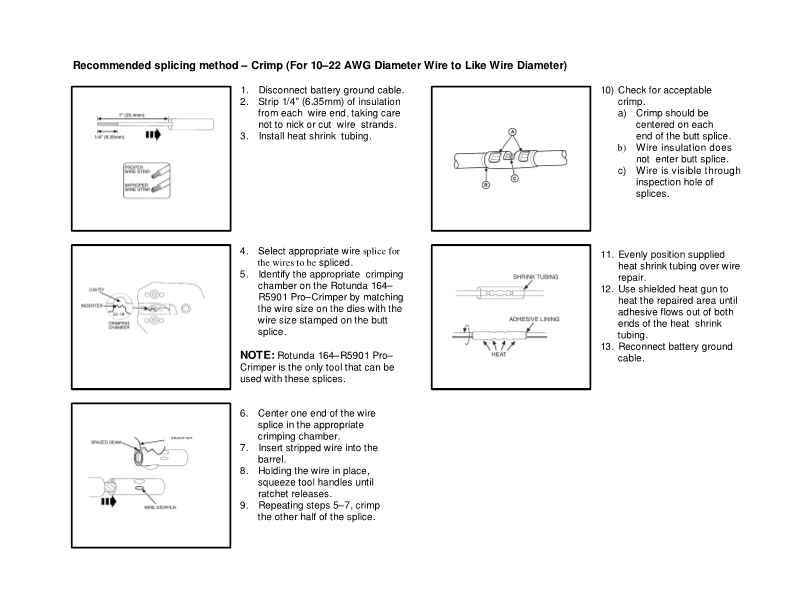 Recommended splicing method – Crimp (For 10–22 AWG Diameter Wire to Like Wire Diameter)
1" (25.4mm)
1/4" (6.35mm)
PROPER
WIRE STRIP
IMPROPER
WIRE STRIP
1. Disconnect battery ground cable.
2. Strip 1/4" (6.35mm) of insulation
from each wire end, taking care
not to nick or cut wire strands.
3. Install heat shrink tubing.
CAVITY
INDENTER
CRIMPING
CHAMBER
4. Select appropriate wire splice for
the wires to be spliced.
5. Identify the appropriate crimping
chamber on the Rotunda 164–
R5901 Pro–Crimper by matching
the wire size on the dies with the
wire size stamped on the butt
splice.
NOTE: Rotunda 164–R5901 Pro–
Crimper is the only tool that can be
used with these splices.
BRAZED SEAM
WIRE STOPPER
6. Center one end of the wire
splice in the appropriate
crimping chamber.
7. Insert stripped wire into the
barrel.
8. Holding the wire in place,
squeeze tool handles until
ratchet releases.
9. Repeating steps 5–7, crimp
the other half of the splice.
A
B
C
10) Check for acceptable
crimp.
a) Crimp should be
centered on each
end of the butt splice.
b) Wire insulation does
not enter butt splice.
c) Wire is visible through
inspection hole of
splices.
SHRINK TUBING
ADHESIVE LINING
HEAT
11. Evenly position supplied
heat shrink tubing over wire
repair.
12. Use shielded heat gun to
heat the repaired area until
adhesive flows out of both
ends of the heat shrink
tubing.
13. Reconnect battery ground
cable.